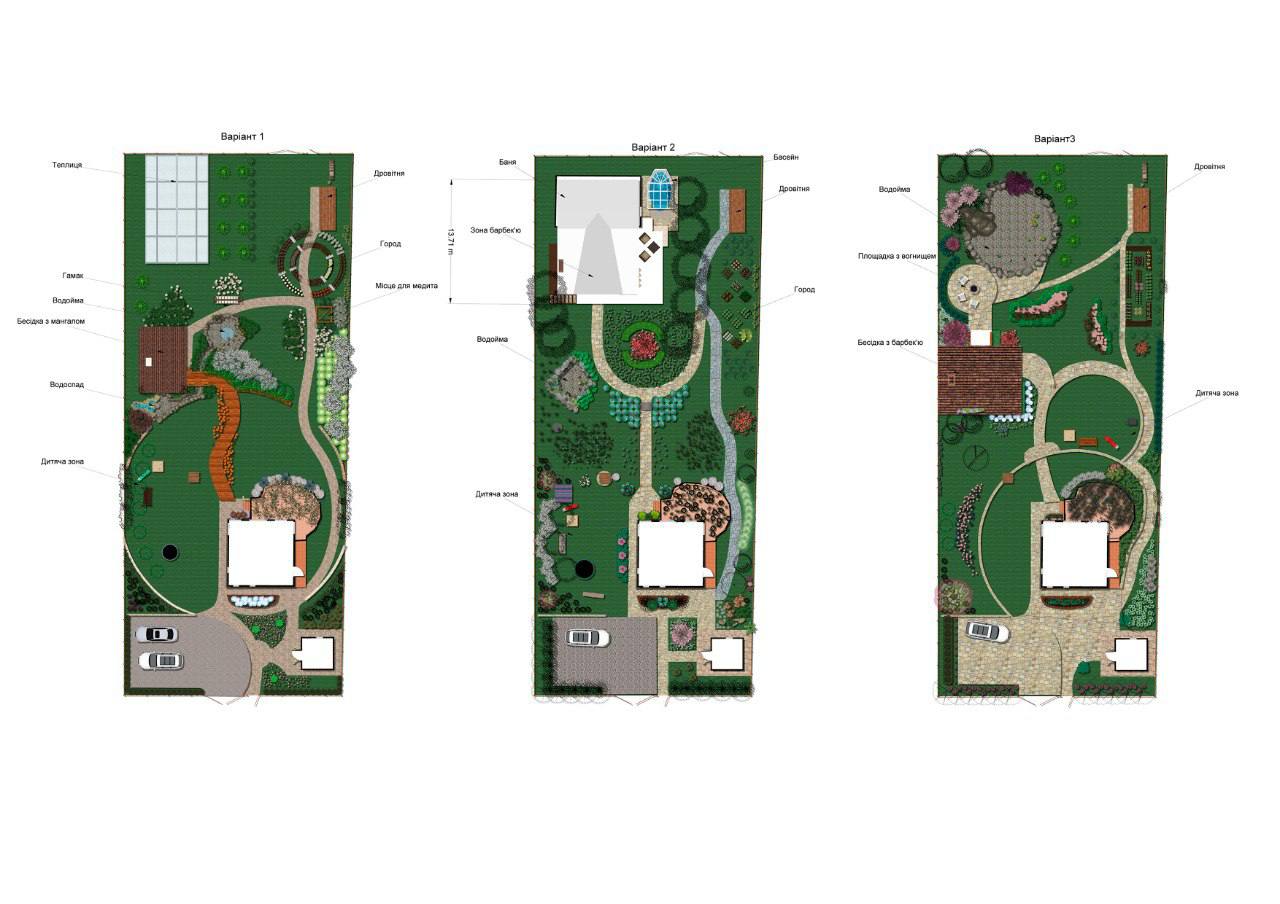 Варіант 1
Теплиця
Дровітня
Город
Гамак
Місце для медита
Водойма
Бесідка з мангалом
Водоспад
Дитяча зона
Варіант 2
Баня
Басейн
Дровітня
Зона барбек'ю
13.71 m
Город
Водойма
Дитяча зона
Варіант3
Дровітня
Водойма
Площадка з вогнищем
Бесідка з барбек'ю
Дитяча зона